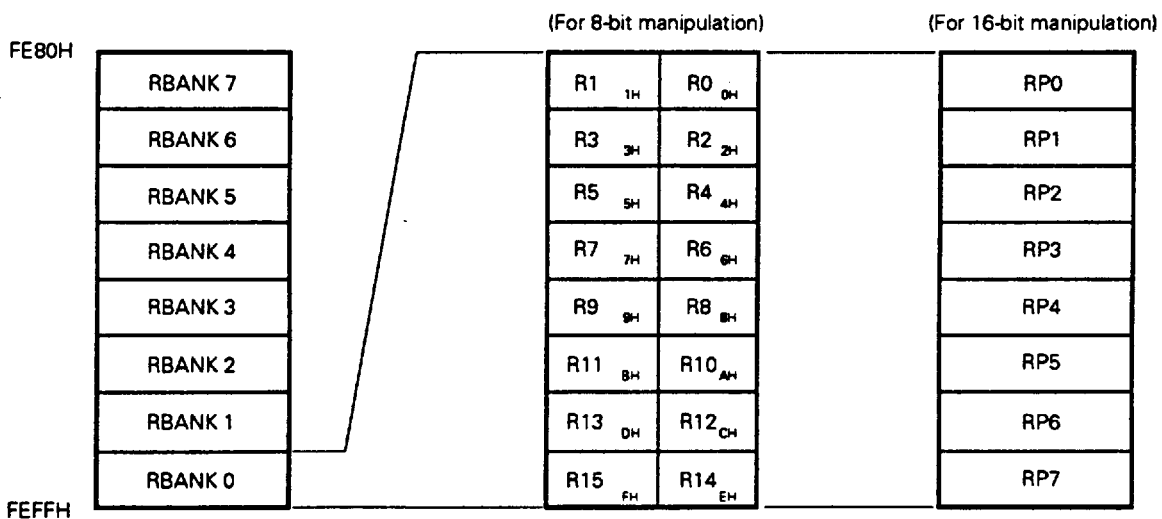 (For 8-bit manipulation) (For 16-bit manipulation)
FE80H
RBANK 7 R1 1H R0 0H RP0
RBANK 6 R3 3H R2 2H RP1
RBANK 5 R5 5H R4 4H RP2
RBANK 4 R7 7H R6 6H RP3
RBANK 3 R9 9H R8 8H RP4
RBANK 2 R11 BH R10 AH RP5
RBANK 1 R13 DH R12 CH RP6
RBANK 0 R15 FH R14 EH RP7
FEFFH